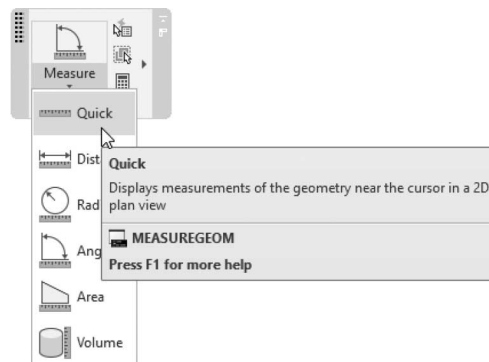 Measure
Quick
Dist
Quick
Displays measurements of the geometry near the cursor in a 2D
plan view
Rad
MEASUREGEOM
Ang
Press F1 for more help
Area
Volume